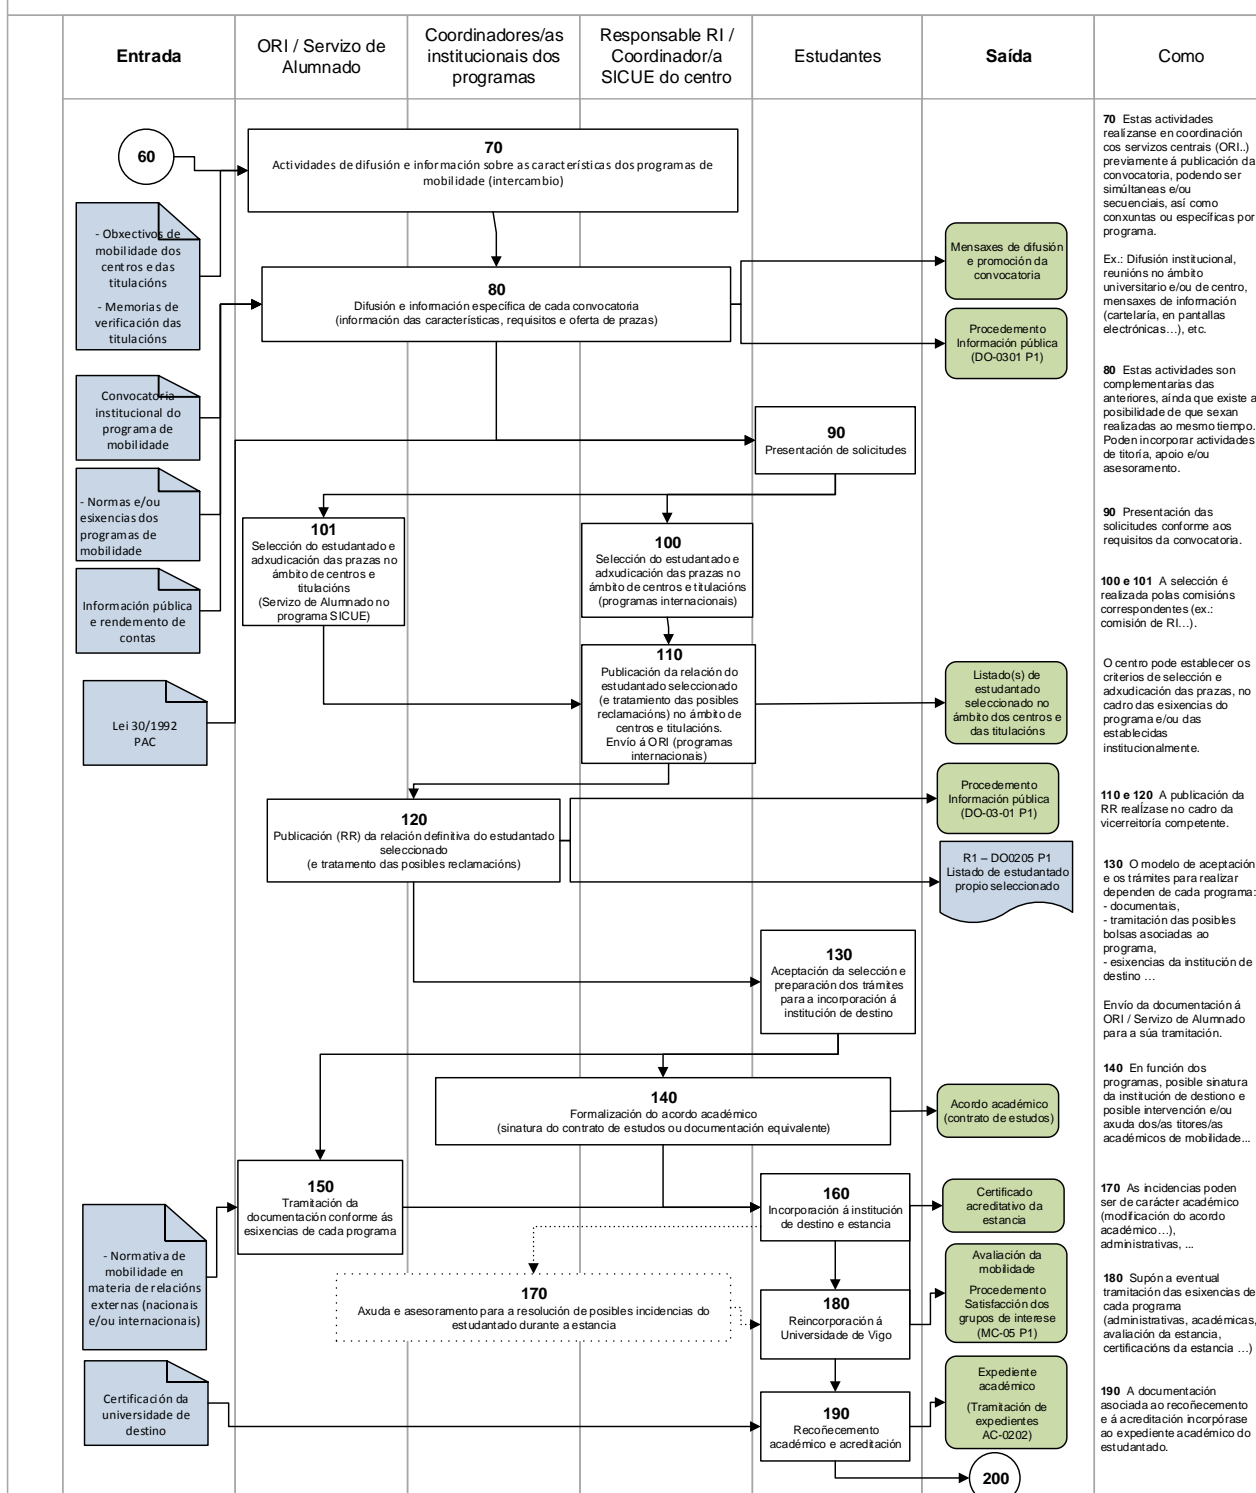 Entrada
ORI / Servizo de
Alumnado
Coordinadores/as
institucionais dos
programas
Responsable RI /
Coordinador/a
SICUE do centro
Estudantes
Saída
Como
60
70
Actividades de difusión e información sobre as características dos programas de
mobilidade (intercambio)
- Obxectivos de
mobilidade dos
centros e das
titulacións
- Memorias de
verificación das
titulacións
80
Difusión e información específica de cada convocatoria
(información das características, requisitos e oferta de prazas)
Mensaxes de difusión
e promoción da
convocatoria
Procedemento
Información pública
(DO-0301 P1)
Convocatoria
institucional do
programa de
mobilidade
90
Presentación de solicitudes
- Normas e/ou
esixencias dos
programas de
mobilidade
101
Selección do estudantado e
adxudicación das prazas no
ámbito de centros e
titulacións
(Servizo de Alumnado no
programa SICUE)
100
Selección do estudantado e
adxudicación das prazas no
ámbito de centros e titulacións
(programas internacionais)
Información pública
e rendemento de
contas
110
Publicación da relación do
estudantado seleccionado
(e tratamiento das posibles
reclamacións) no ámbito de
centros e titulacións.
Envío á ORI (programas
internacionais)
Listado(s) de
estudantado
seleccionado no
ámbito dos centros e
das titulacións
Lei 30/1992
PAC
120
Publicación (RR) da relación definitiva do estudantado
seleccionado
(e tratamento das posibles reclamacións)
Procedemento
Información pública
(DO-03-01 P1)
R1 – DO0205 P1
Listado de estudantado
propio seleccionado
130
Aceptación da selección e
preparación dos trámites
para a incorporación á
institución de destino
140
Formalización do acordo académico
(sinatura do contrato de estudos ou documentación equivalente)
Acordo académico
(contrato de estudos)
150
Tramitación da
documentación conforme ás
esixencias de cada programa
160
Incorporación á institución
de destino e estancia
Certificado
acreditativo da
estancia
- Normativa de
mobilidade en
materia de relacións
externas (nacionais
e/ou internacionais)
170
Axuda e asesoramento para a resolución de posibles incidencias do
estudantado durante a estancia
180
Reincorporación á
Universidade de Vigo
Avaliación da
mobilidade
Procedemento
Satisfacción dos
grupos de interese
(MC-05 P1)
Certificación da
universidade de
destino
190
Recoñecemento
académico e acreditación
Expediente
académico
(Tramitación de
expedientes
AC-0202)
200
70 Estas actividades
realízanse en coordinación
cos servizos centrais (ORI..)
previamente á publicación da
convocatoria, podendo ser
simúltaneas e/ou
secuenciais, así como
conxuntas ou específicas por
programa.
Ex.: Difusión institucional,
reunións no ámbito
universitario e/ou de centro,
mensaxes de información
(cartelaría, en pantallas
electrónicas…), etc.
80 Estas actividades son
complementarias das
anteriores, aínda que existe a
posibilidade de que sexan
realizadas ao mesmo tiempo.
Poden incorporar actividades
de titoría, apoio e/ou
asesoramento.
90 Presentación das
solicitudes conforme aos
requisitos da convocatoria.
100 e 101 A selección é
realizada polas comisións
correspondentes (ex.:
comisión de RI…).
O centro pode establecer os
criterios de selección e
adxudicación das prazas, no
cadro das esixencias do
programa e/ou das
establecidas
institucionalmente.
110 e 120 A publicación da
RR realÍzase no cadro da
vicerreitoría competente.
130 O modelo de aceptación
e os trámites para realizar
dependen de cada programa:
- documentais,
- tramitación das posibles
bolsas asociadas ao
programa,
- esixencias da institución de
destino …
Envío da documentación á
ORI / Servizo de Alumnado
para a súa tramitación.
140 En función dos
programas, posible sinatura
da institución de destiono e
posible intervención e/ou
axuda dos/as titores/as
académicos de mobilidade...
170 As incidencias poden
ser de carácter académico
(modificación do acordo
académico…),
administrativas, ...
180 Supón a eventual
tramitación das esixencias de
cada programa
(administrativas, académicas,
avaliación da estancia,
certificacións da estancia …)
190 A documentación
asociada ao recoñecemento
e á acreditación incorpórase
ao expediente académico do
estudantado.